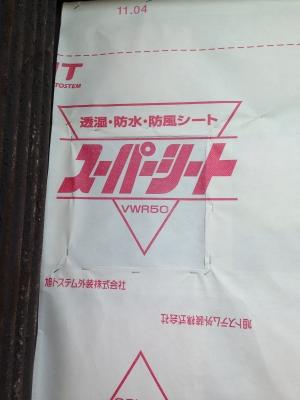 11.04
IT
TOSTEM
透湿・防水・防風シート
スーパーシート
VWR50
旭トステム外装株式会社
旭トステム外装株式会社